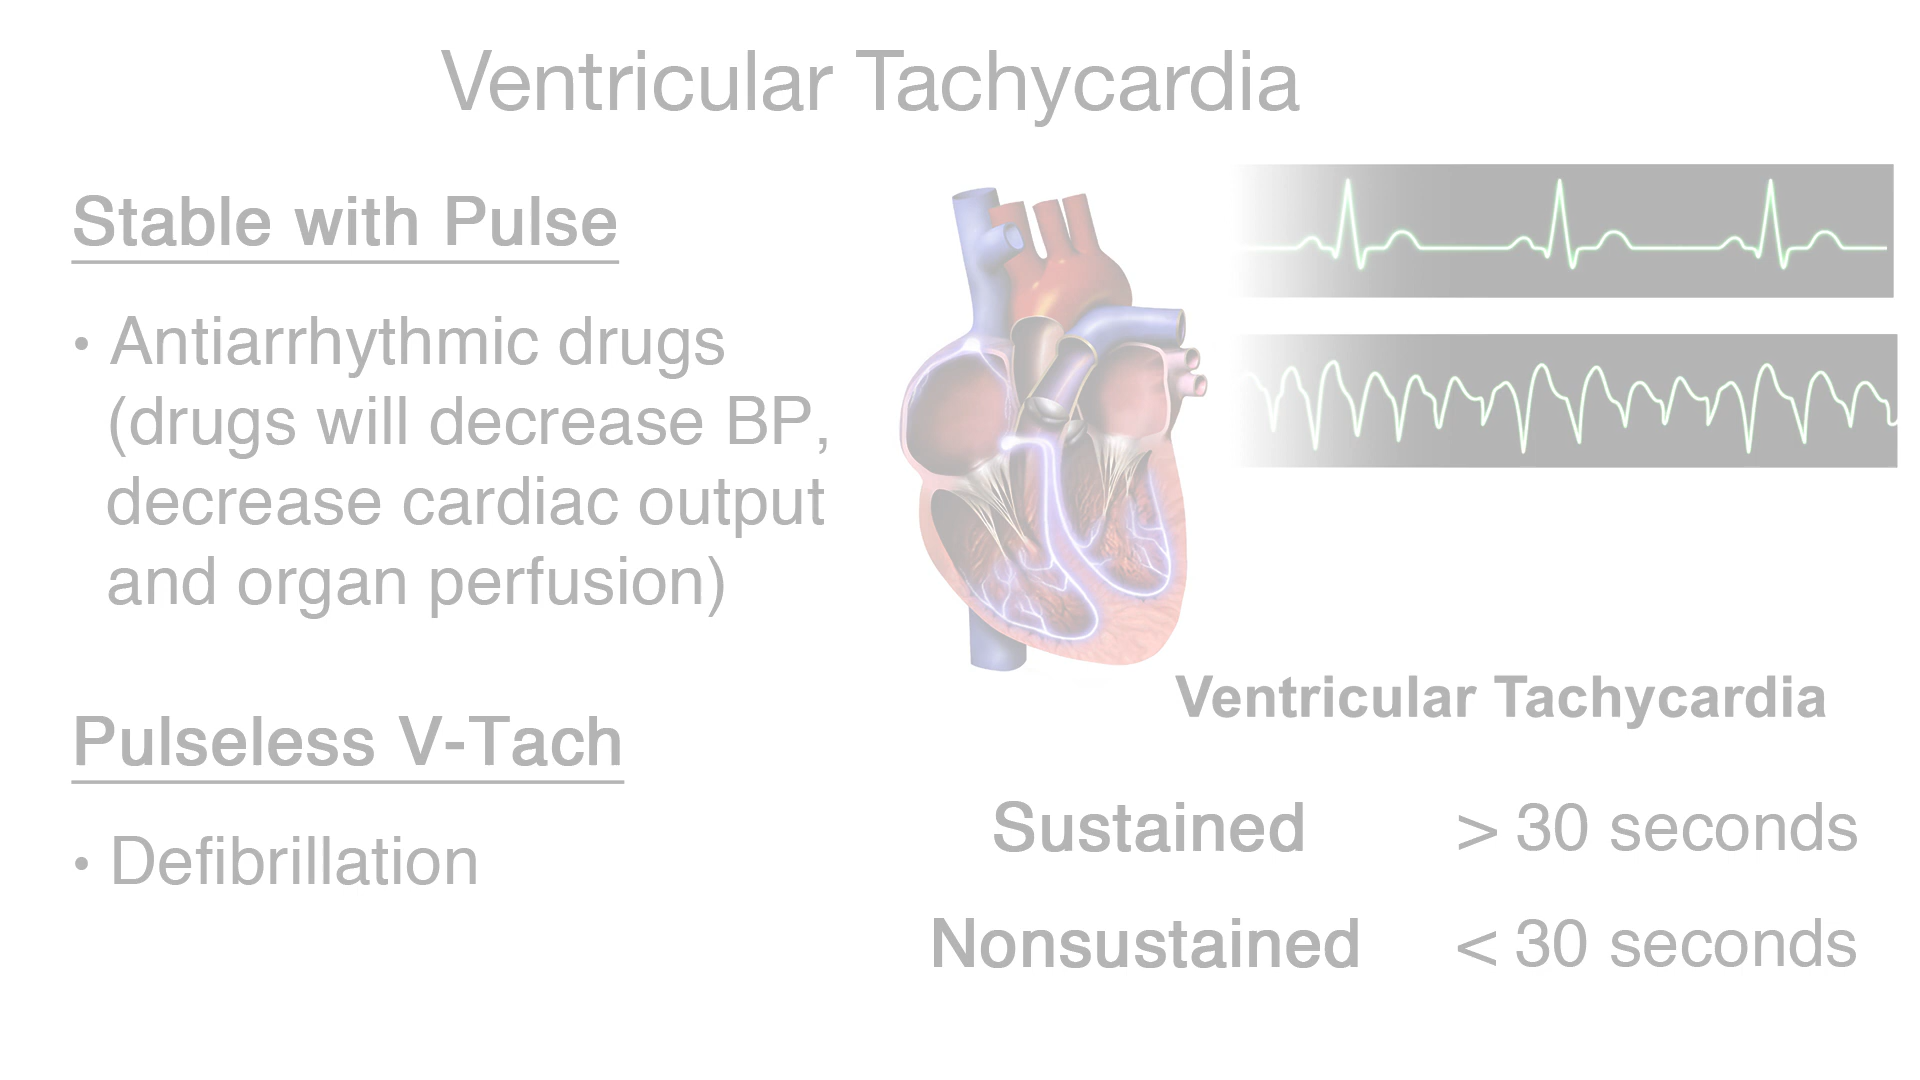 Ventricular Tachycardia
Stable with Pulse
• Antiarrhythmic drugs
(drugs will decrease BP,
decrease cardiac output
and organ perfusion)
Pulseless V-Tach
• Defibrillation
Ventricular Tachycardia
Sustained > 30 seconds
Nonsustained < 30 seconds